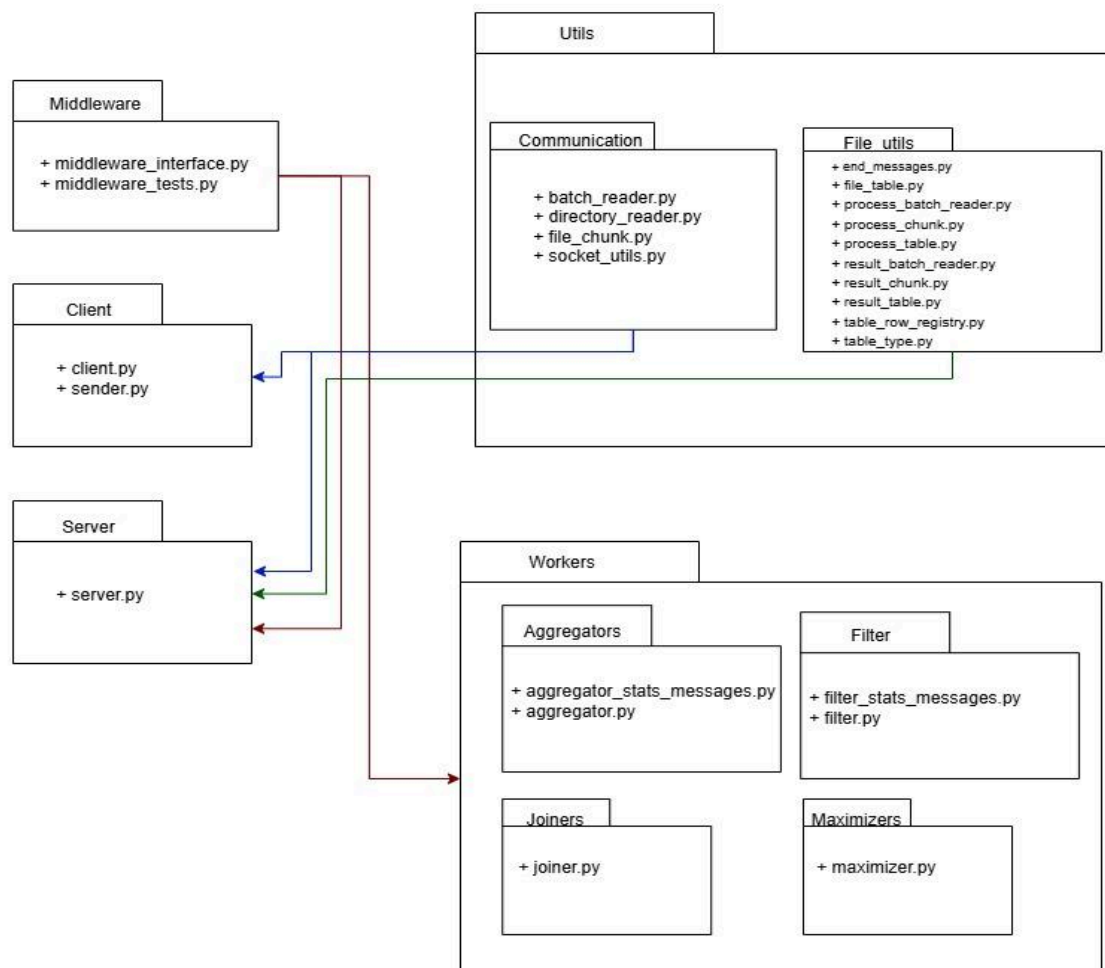 Utils
Middleware
+ middleware_interface.py
+ middleware_tests.py
Communication
+ batch_reader.py
+ directory_reader.py
+ file_chunk.py
+ socket_utils.py
File_utils
+ end_messages.py
+ file_table.py
+ process_batch_reader.py
+ process_chunk.py
+ process_table.py
+ result_batch_reader.py
+ result_chunk.py
+ result_table.py
+ table_row_registry.py
+ table_type.py
Client
+ client.py
+ sender.py
Server
+ server.py
Workers
Aggregators
+ aggregator_stats_messages.py
+ aggregator.py
Filter
+ filter_stats_messages.py
+ filter.py
Joiners
+ joiner.py
Maximizers
+ maximizer.py